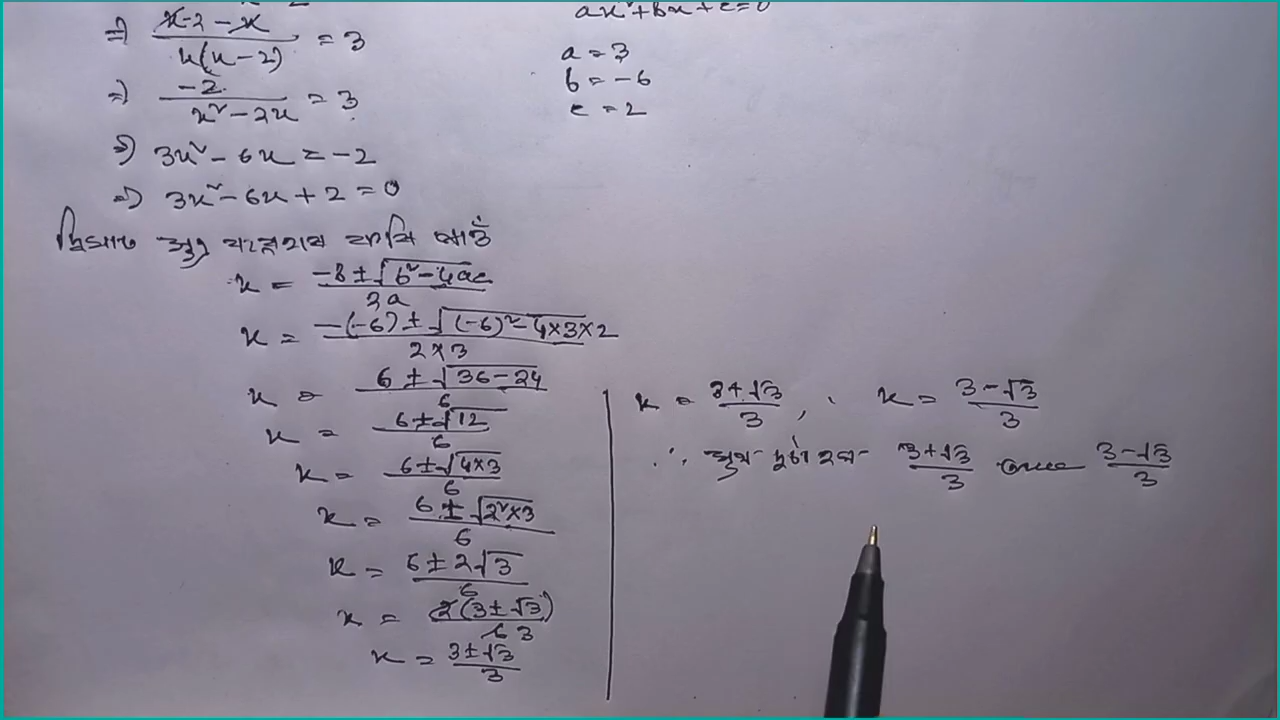 ⇒ (x-2-x)/(x(x-2)) = 3
⇒ -2/(x²-2x) = 3
⇒ 3x²-6x = -2
⇒ 3x²-6x+2 = 0
x = (-b±√(b²-4ac))/2a
x = (-(-6)±√((-6)²-4×3×2))/(2×3)
x = (6±√(36-24))/6
x = (6±√12)/6
x = (6±√(4×3))/6
x = (6±√(2²×3))/6
x = (6±2√3)/6
x = 2(3±√3)/6 3
x = (3±√3)/3
ax²+bx+c=0
a = 3
b = -6
c = 2
x = (3+√3)/3, x = (3-√3)/3
∴ (3+√3)/3 (3-√3)/3